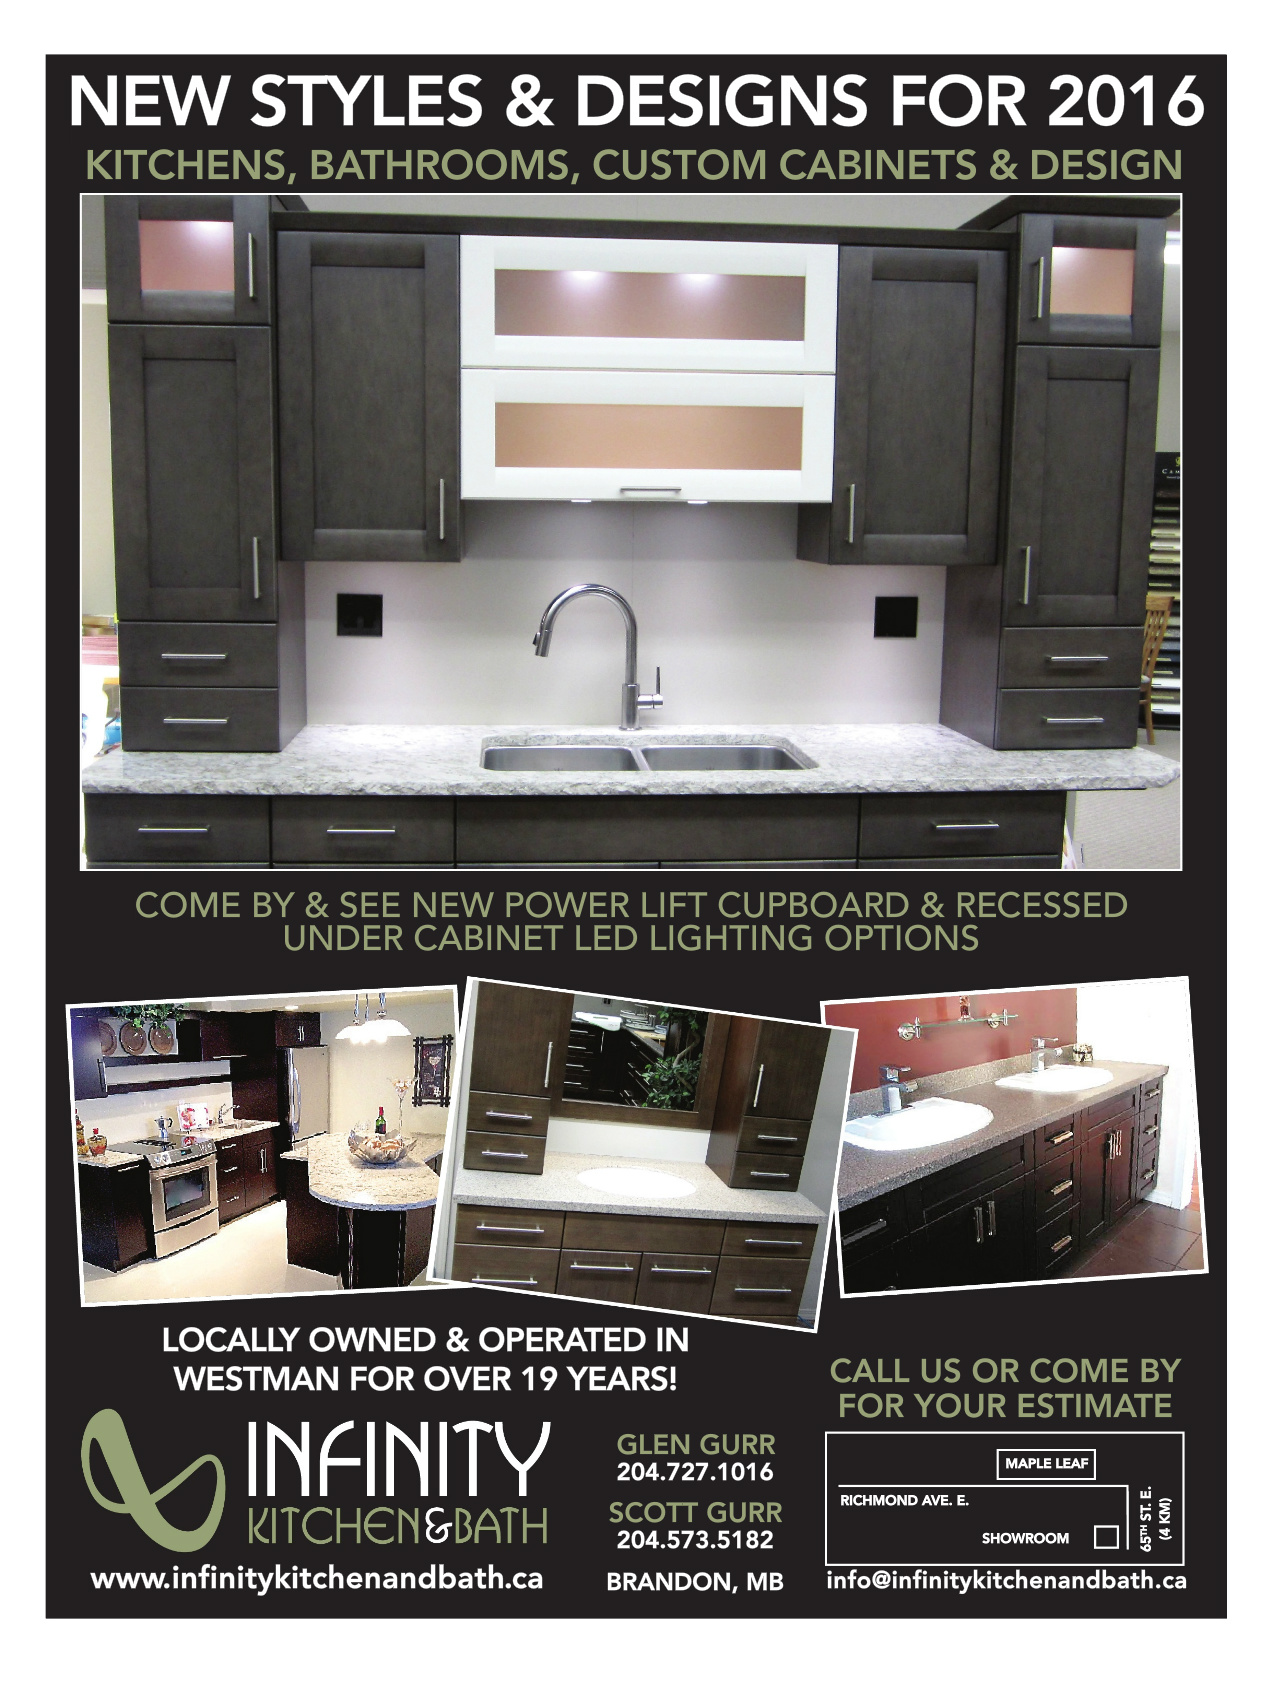 NEW STYLES & DESIGNS FOR 2016
KITCHENS, BATHROOMS, CUSTOM CABINETS & DESIGN
COME BY & SEE NEW POWER LIFT CUPBOARD & RECESSED
UNDER CABINET LED LIGHTING OPTIONS
LOCALLY OWNED & OPERATED IN
WESTMAN FOR OVER 19 YEARS!
INFINITY
KITCHEN&BATH
www.infinitykitchenandbath.ca
GLEN GURR
204.727.1016
SCOTT GURR
204.573.5182
BRANDON, MB
CALL US OR COME BY
FOR YOUR ESTIMATE
MAPLE LEAF
RICHMOND AVE. E.
SHOWROOM
65TH ST. E.
(4 KM)
info@infinitykitchenandbath.ca